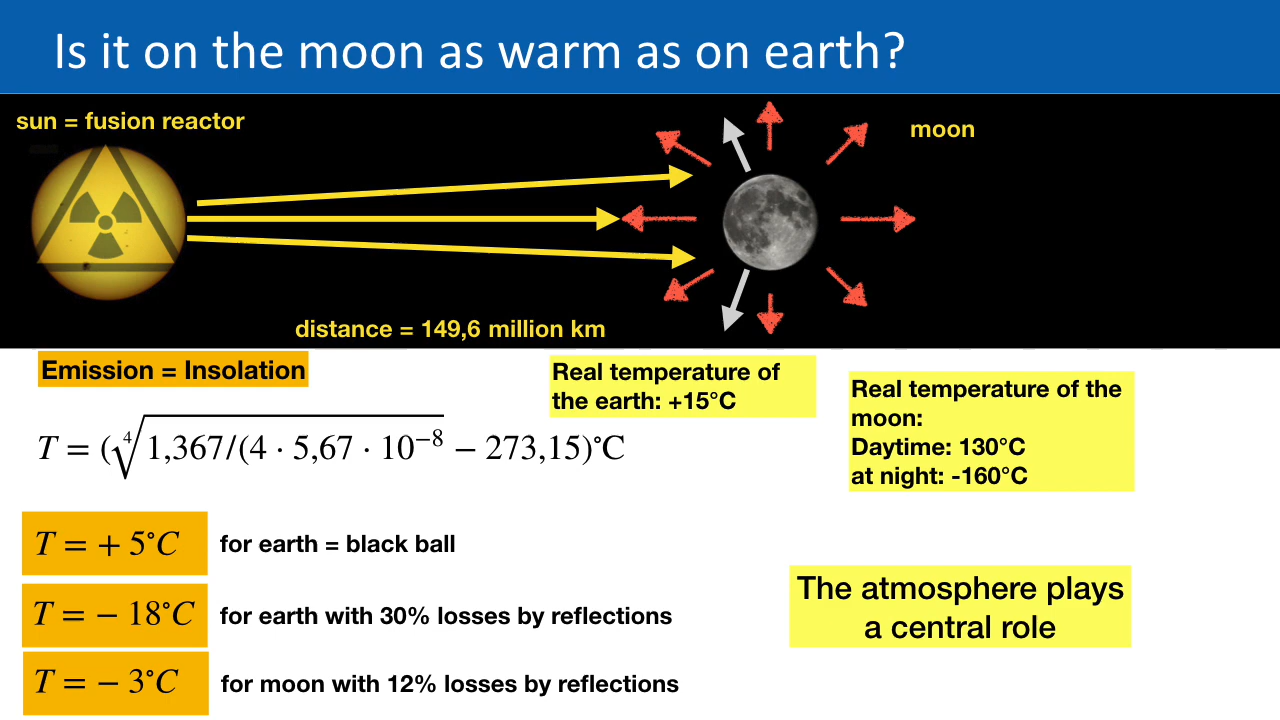 Is it on the moon as warm as on earth?
sun = fusion reactor
moon
distance = 149,6 million km
Emission = Insolation
Real temperature of
the earth: +15°C
Real temperature of the
moon:
Daytime: 130°C
at night: -160°C
T = (∜1,367/(4 · 5,67 · 10⁻⁸ − 273,15)°C
T = + 5°C for earth = black ball
T = − 18°C for earth with 30% losses by reflections
T = − 3°C for moon with 12% losses by reflections
The atmosphere plays
a central role